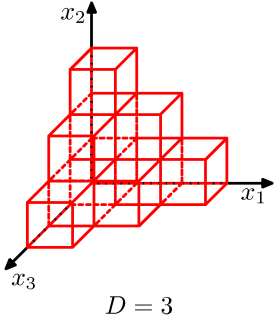 x₂
x₁
x₃
D = 3